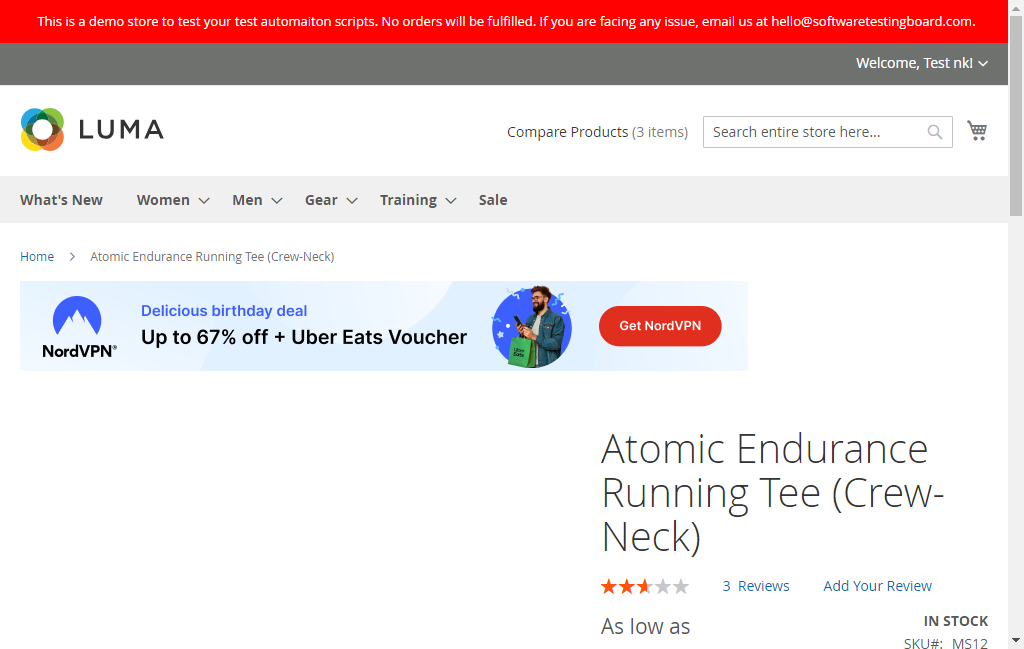 This is a demo store to test your test automaiton scripts. No orders will be fulfilled. If you are facing any issue, email us at hello@softwaretestingboard.com.
Welcome, Test nk!
LUMA
Compare Products (3 items)
Search entire store here...
What's New Women Men Gear Training Sale
Home Atomic Endurance Running Tee (Crew-Neck)
NordVPN®
Delicious birthday deal
Up to 67% off + Uber Eats Voucher
Uber Eats
Get NordVPN
Atomic Endurance
Running Tee (Crew-
Neck)
3 Reviews Add Your Review
As low as
IN STOCK
SKU#: MS12